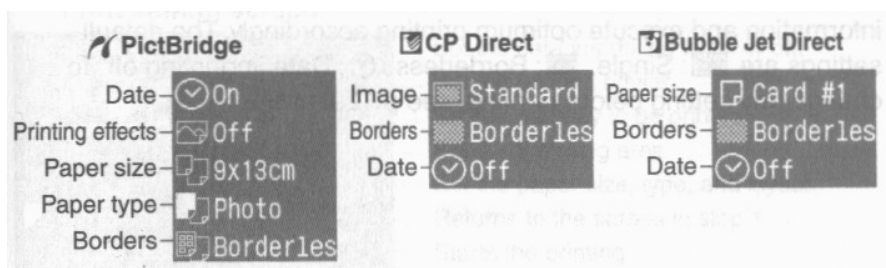 PictBridge
Date
On
Printing effects
Off
Paper size
9x13cm
Paper type
Photo
Borders
Borderles
CP Direct
Image
Standard
Borders
Borderles
Date
Off
Bubble Jet Direct
Paper size
Card #1
Borders
Borderles
Date
Off